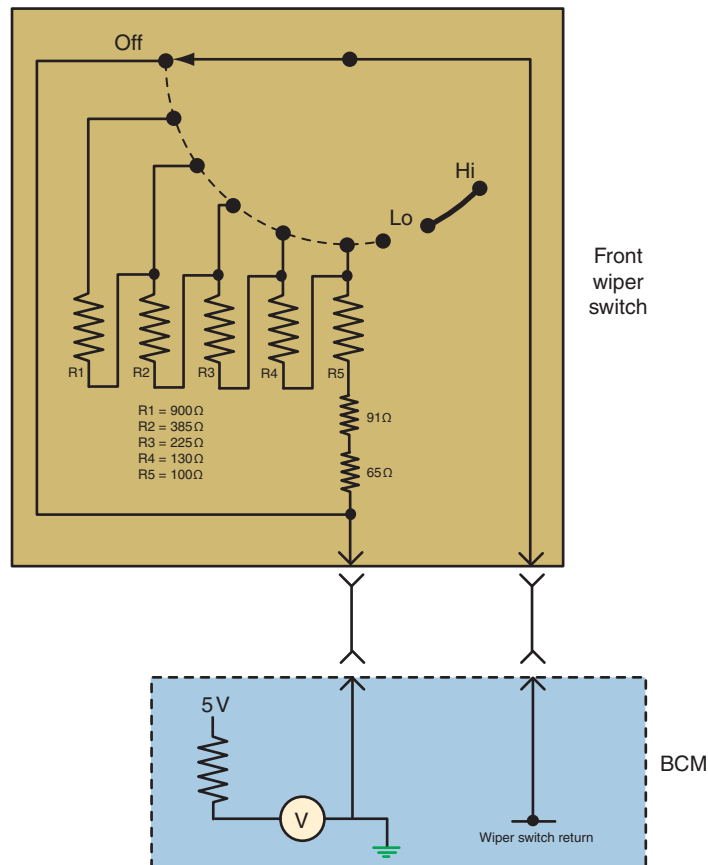 Off
Hi
Lo
Front
wiper
switch
R1
R2
R3
R4
R5
R1 = 900Ω
R2 = 385Ω
R3 = 225Ω
R4 = 130Ω
R5 = 100Ω
91Ω
65Ω
5V
V
BCM
Wiper switch return